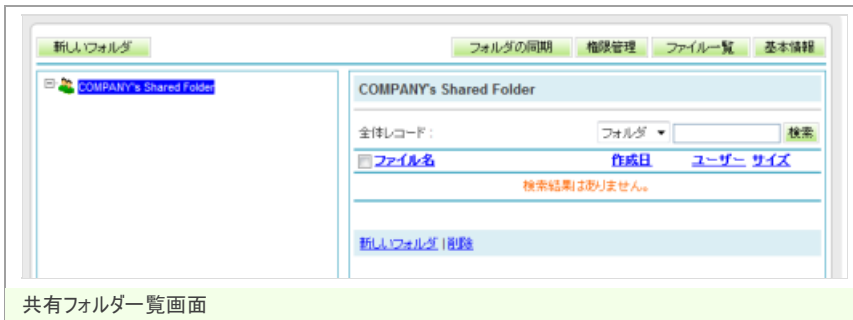 新しいフォルダ フォルダの同期 権限管理 ファイル一覧 基本情報
COMPANY's Shared Folder
COMPANY's Shared Folder
全体レコード : フォルダ 検索
ファイル名 作成日 ユーザー サイズ
検索結果はありません。
新しいフォルダ | 削除
共有フォルダ一覧画面